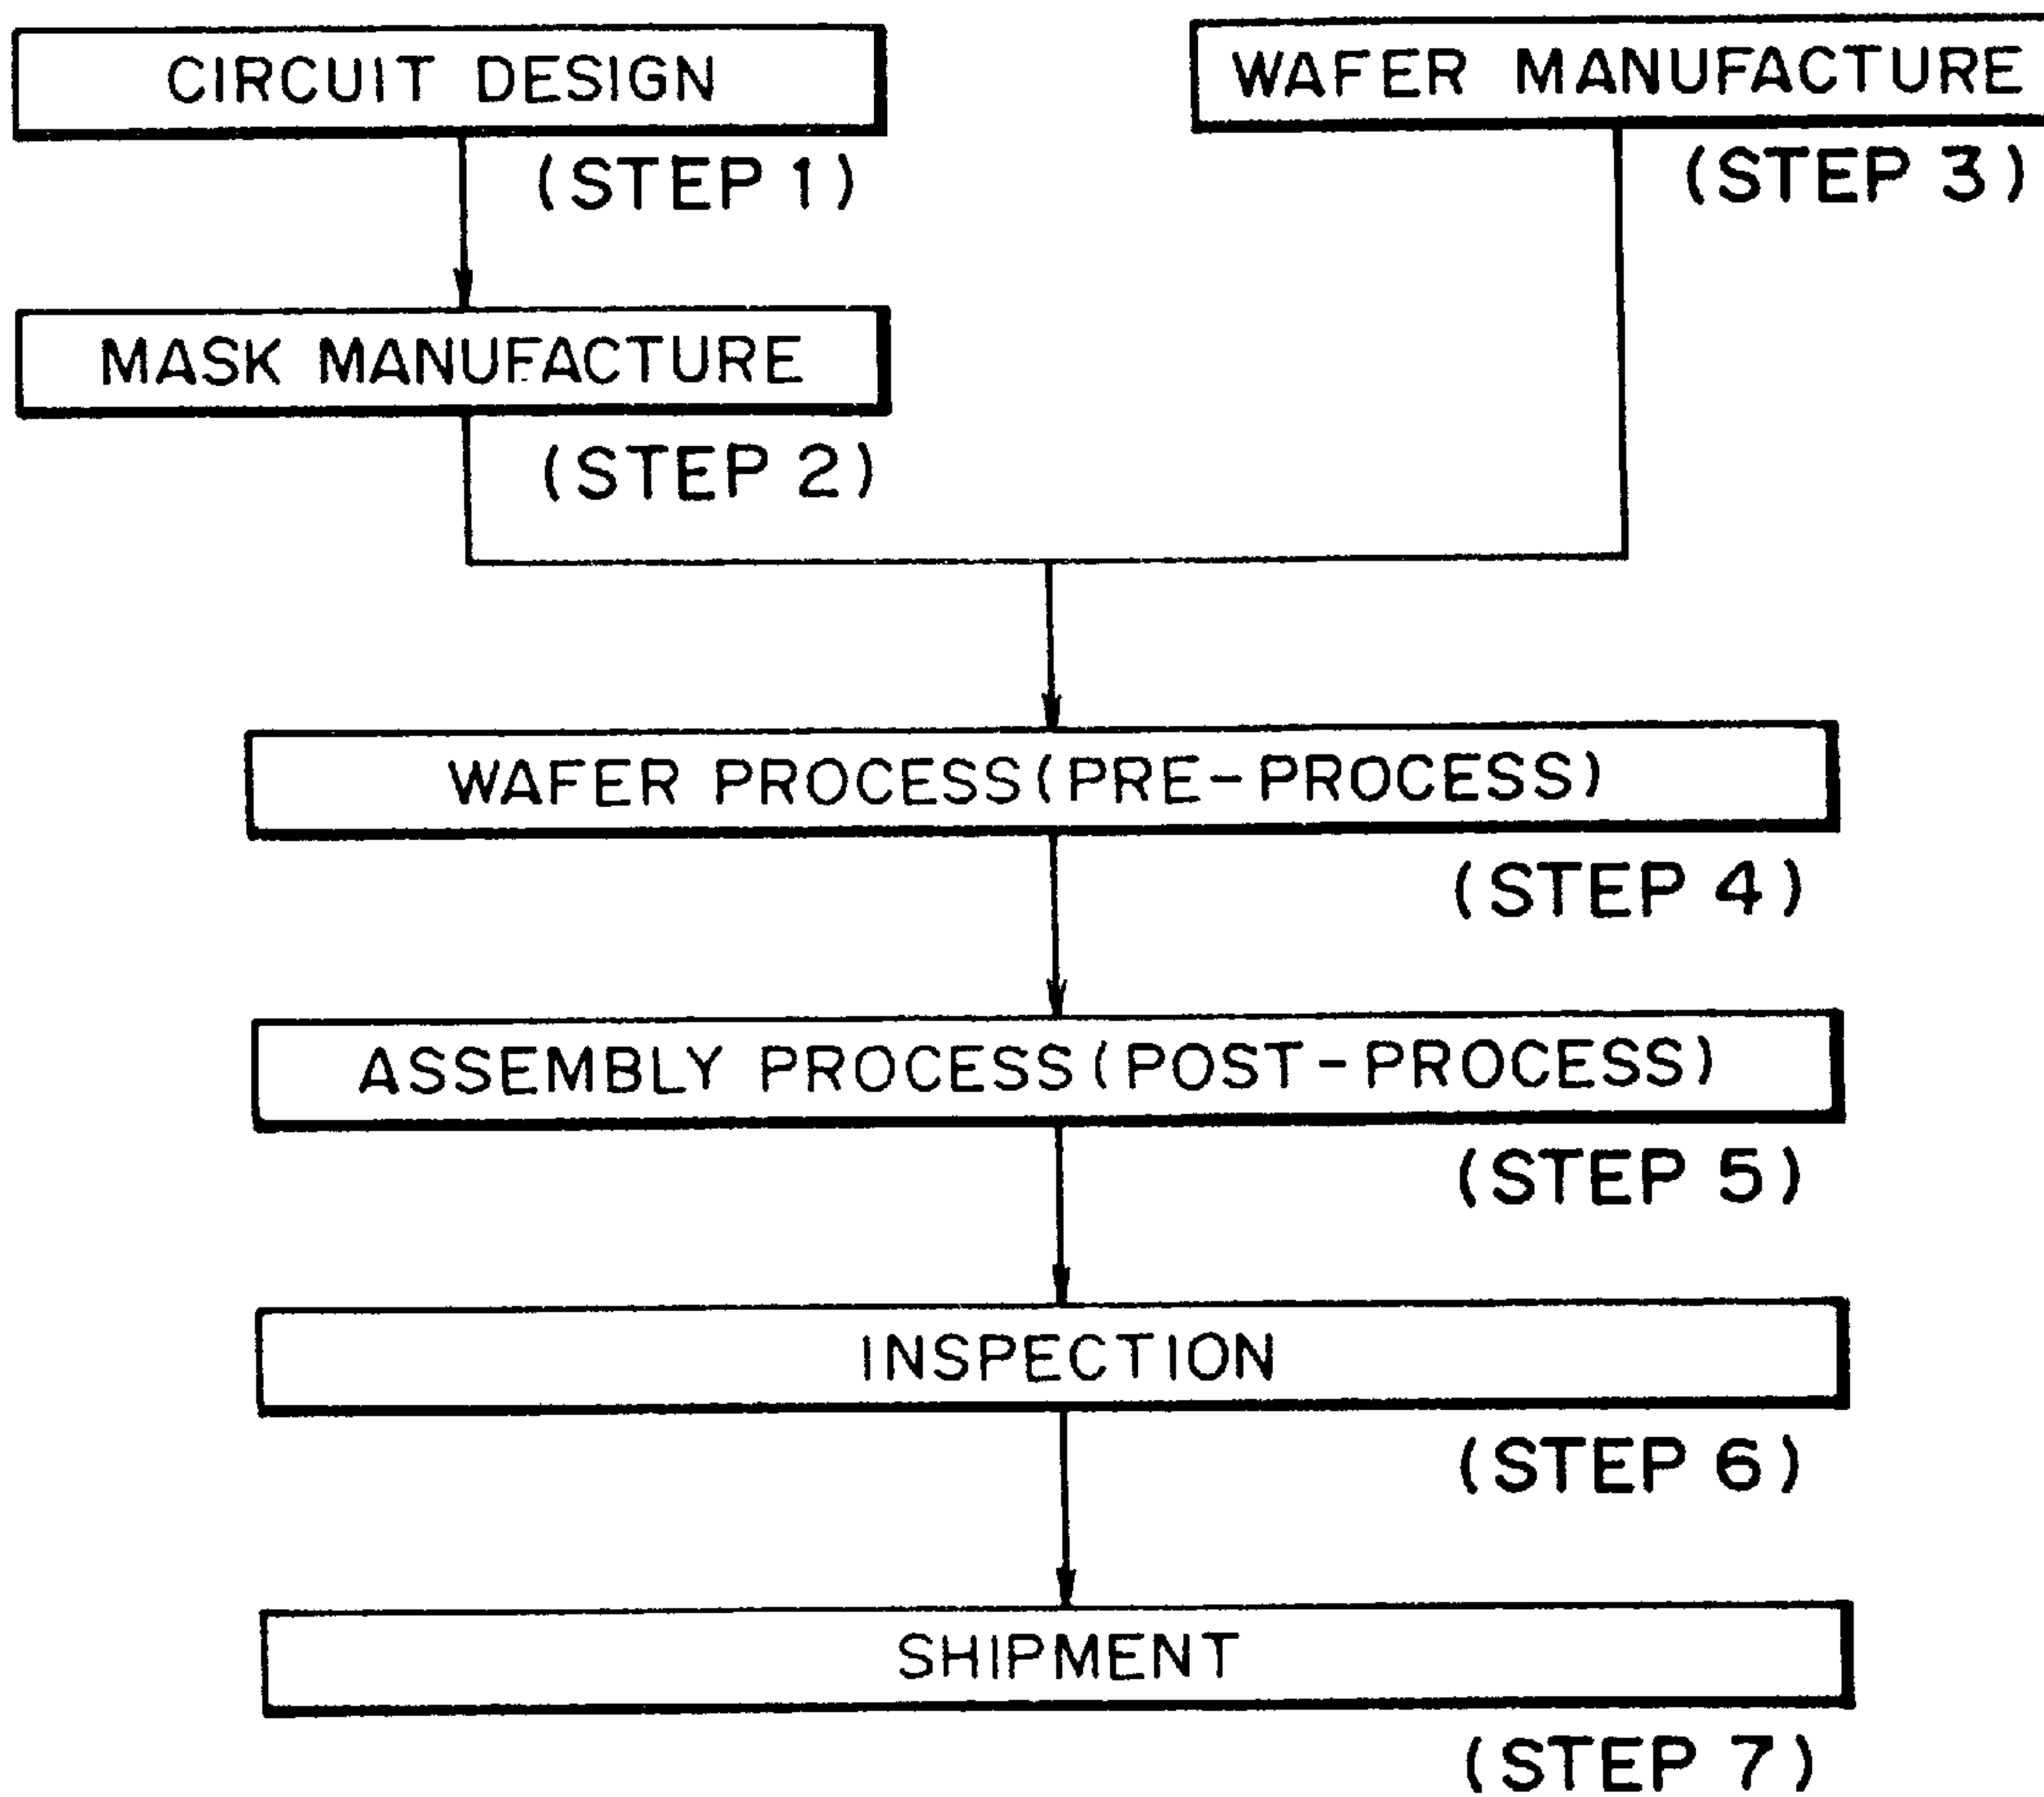 CIRCUIT DESIGN
(STEP 1)
MASK MANUFACTURE
(STEP 2)
WAFER MANUFACTURE
(STEP 3)
WAFER PROCESS (PRE-PROCESS)
(STEP 4)
ASSEMBLY PROCESS (POST-PROCESS)
(STEP 5)
INSPECTION
(STEP 6)
SHIPMENT
(STEP 7)